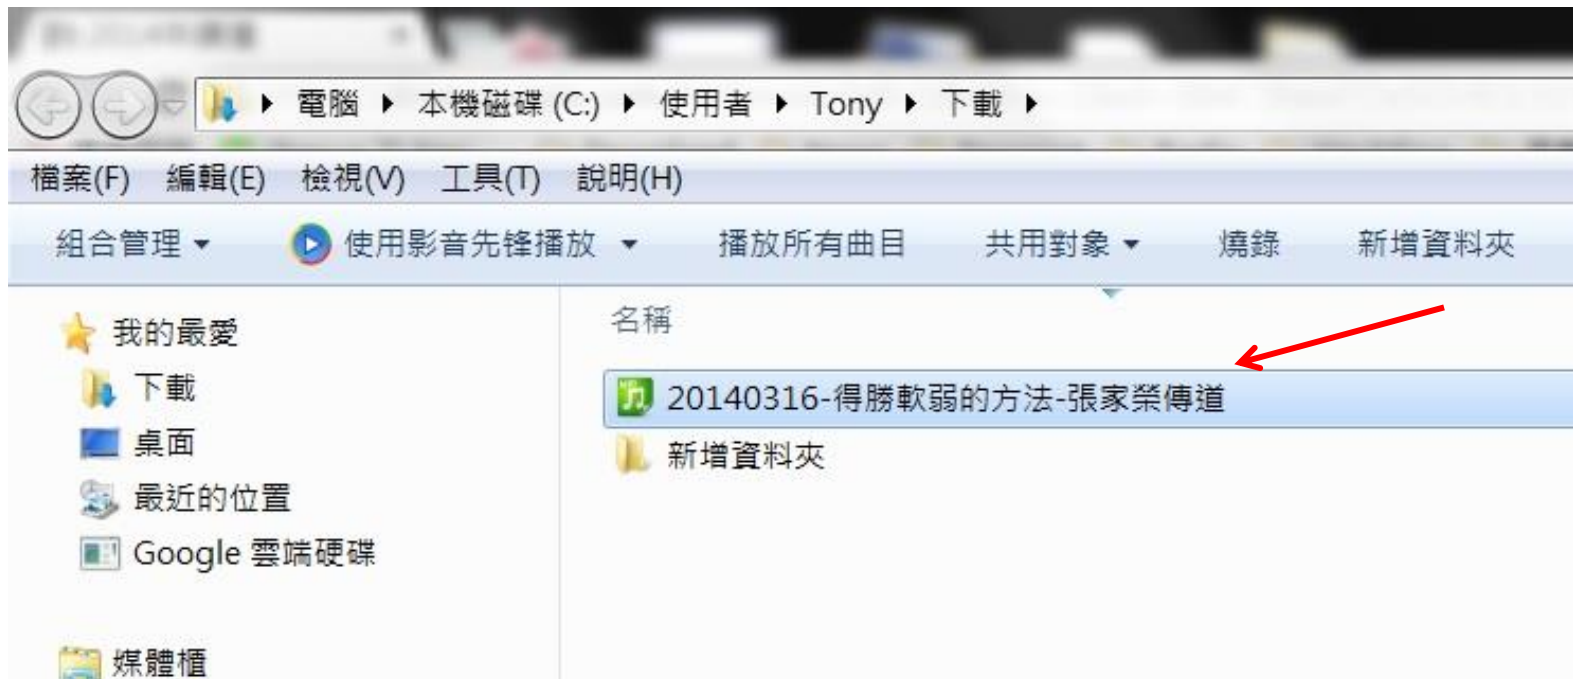 電腦 ▶ 本機磁碟 (C:) ▶ 使用者 ▶ Tony ▶ 下載 ▶
檔案(F) 編輯(E) 檢視(V) 工具(T) 說明(H)
組合管理 使用影音先锋播放 播放所有曲目 共用對象 燒錄 新增資料夾
我的最愛
下載
桌面
最近的位置
Google 雲端硬碟
媒體櫃
名稱
20140316-得勝軟弱的方法-張家榮傳道
新增資料夾